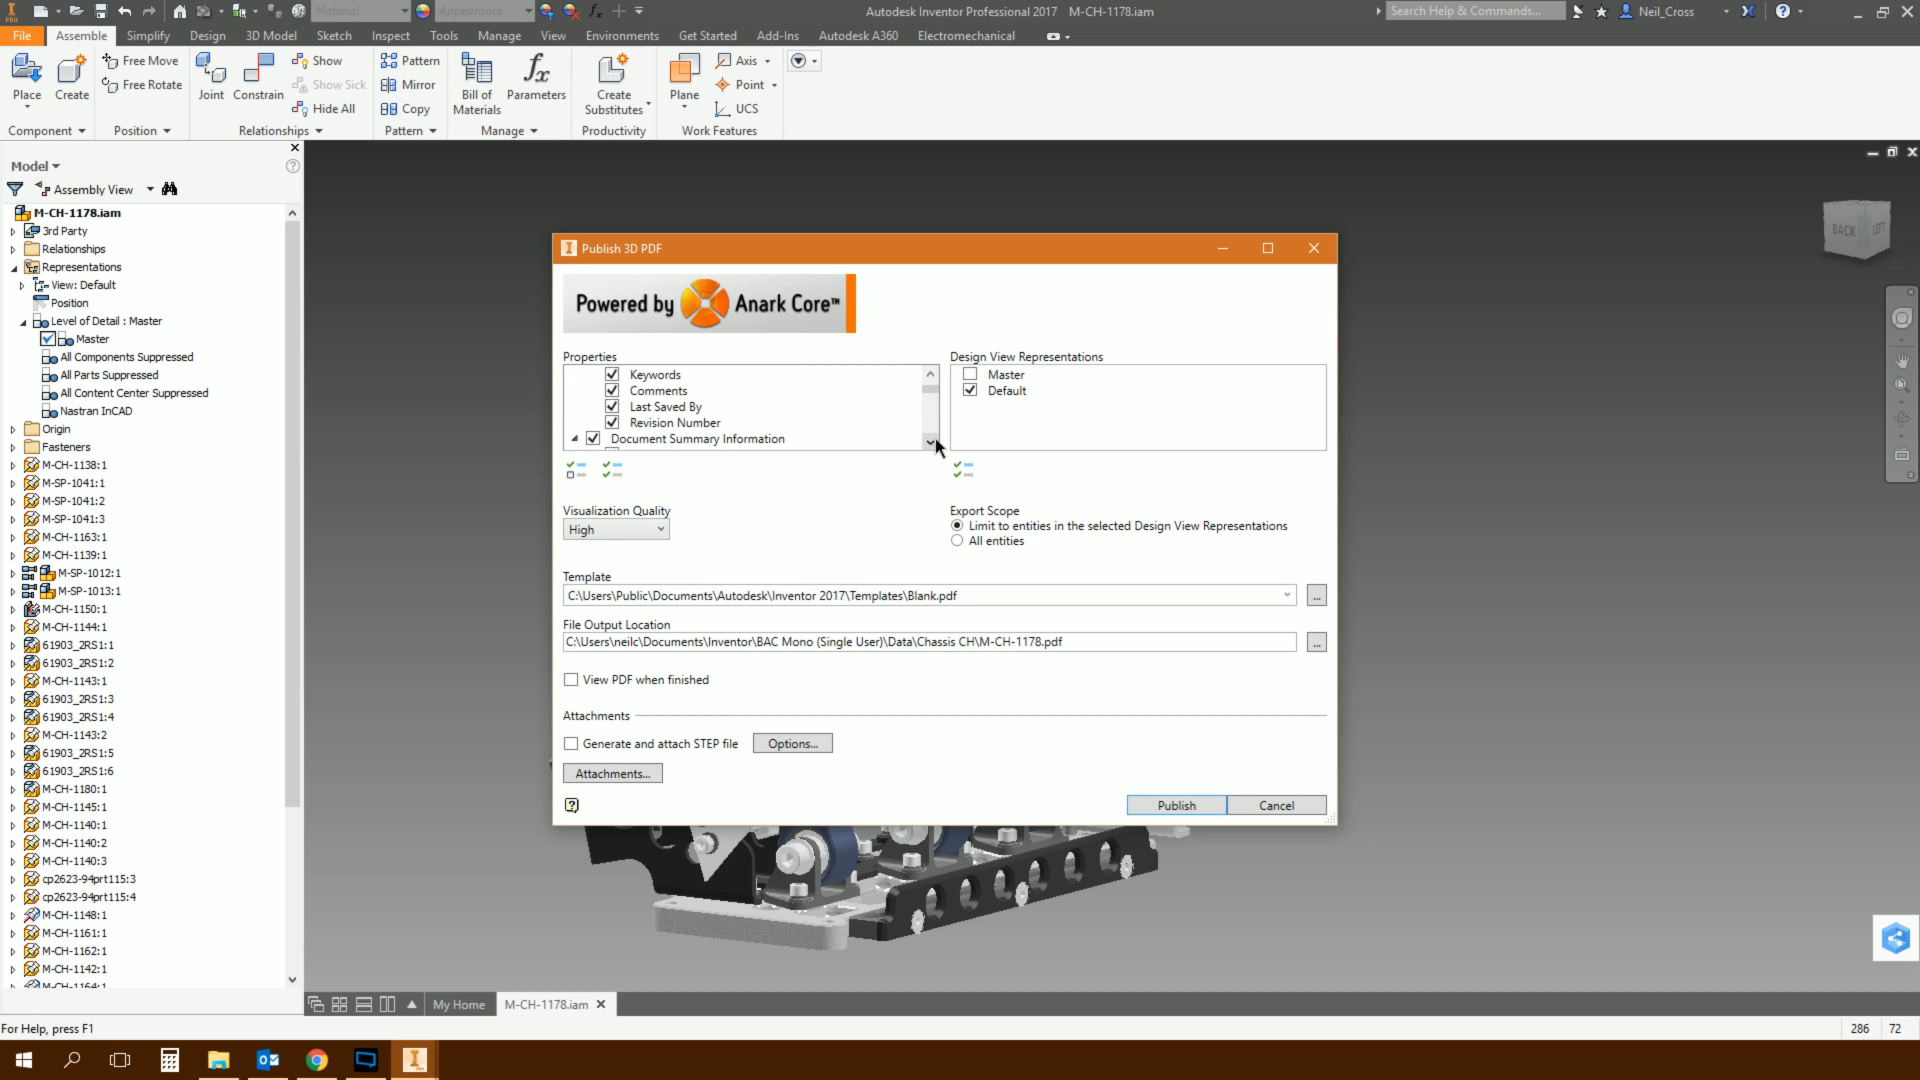 PRO
Material
Appearance
fx
Autodesk Inventor Professional 2017 M-CH-1178.iam
Search Help & Commands...
Neil_Cross
File
Assemble
Simplify
Design
3D Model
Sketch
Inspect
Tools
Manage
View
Environments
Get Started
Add-Ins
Autodesk A360
Electromechanical
Place
Create
Free Move
Free Rotate
Joint
Constrain
Show
Show Sick
Hide All
Pattern
Mirror
Copy
Bill of
Materials
fx
Parameters
Create
Substitutes
Plane
Axis
Point
UCS
Component
Position
Relationships
Pattern
Manage
Productivity
Work Features
Model
Assembly View
M-CH-1178.iam
3rd Party
Relationships
Representations
View: Default
Position
Level of Detail : Master
Master
All Components Suppressed
All Parts Suppressed
All Content Center Suppressed
Nastran InCAD
Origin
Fasteners
M-CH-1138:1
M-SP-1041:1
M-SP-1041:2
M-SP-1041:3
M-CH-1163:1
M-CH-1139:1
M-SP-1012:1
M-SP-1013:1
M-CH-1150:1
M-CH-1144:1
61903_2RS1:1
61903_2RS1:2
M-CH-1143:1
61903_2RS1:3
61903_2RS1:4
M-CH-1143:2
61903_2RS1:5
61903_2RS1:6
M-CH-1180:1
M-CH-1145:1
M-CH-1140:1
M-CH-1140:2
M-CH-1140:3
cp2623-94prt115:3
cp2623-94prt115:4
M-CH-1148:1
M-CH-1161:1
M-CH-1162:1
M-CH-1142:1
M-CH-1164:1
BACK
LEFT
Publish 3D PDF
Powered by Anark Core™
Properties
Keywords
Comments
Last Saved By
Revision Number
Document Summary Information
Design View Representations
Master
Default
Visualization Quality
High
Export Scope
Limit to entities in the selected Design View Representations
All entities
Template
C:\Users\Public\Documents\Autodesk\Inventor 2017\Templates\Blank.pdf
...
File Output Location
C:\Users\neilc\Documents\Inventor\BAC Mono (Single User)\Data\Chassis CH\M-CH-1178.pdf
...
View PDF when finished
Attachments
Generate and attach STEP file
Options...
Attachments...
Publish
Cancel
My Home
M-CH-1178.iam
For Help, press F1
286
72